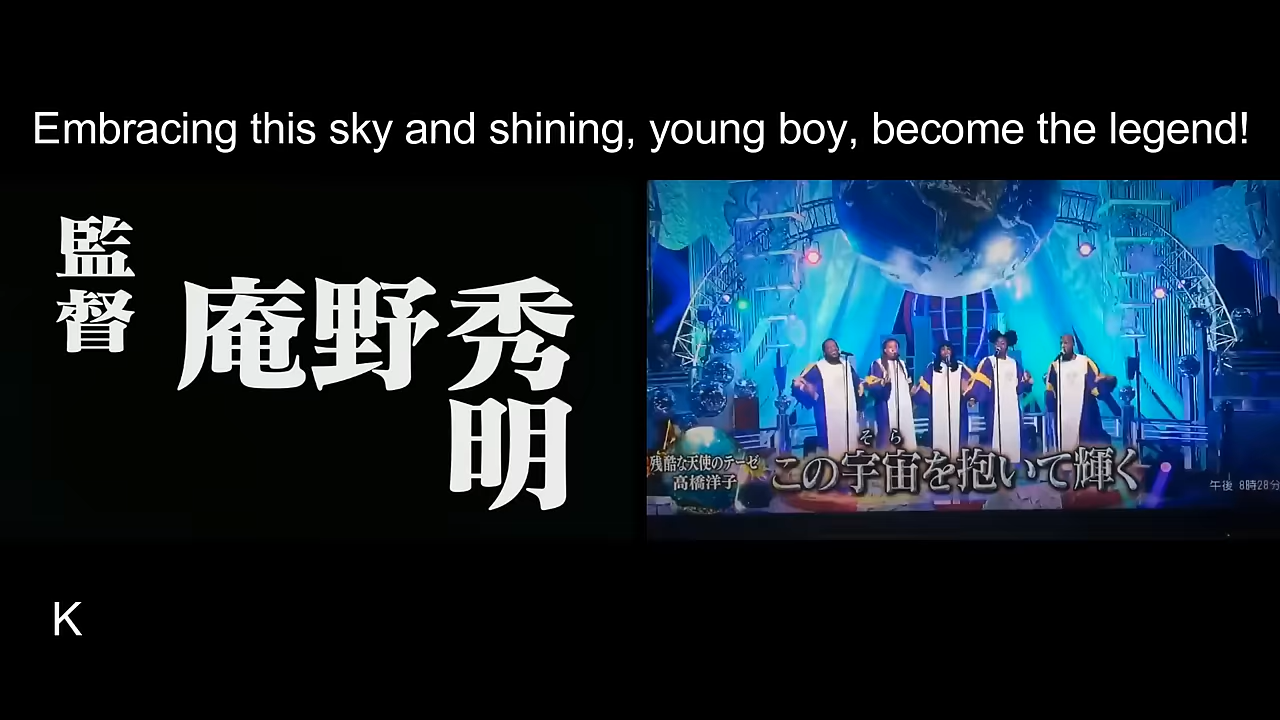 Embracing this sky and shining, young boy, become the legend!
監督
庵野秀明
そら
残酷な天使のテーゼ
高橋洋子
この宇宙を抱いて輝く
午後 8時28分
K